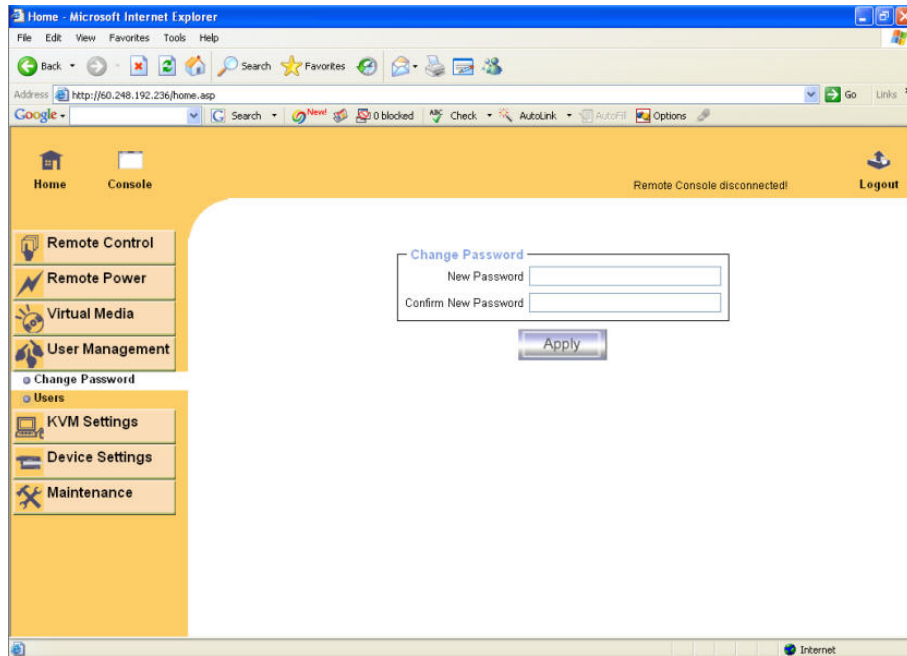 Home - Microsoft Internet Explorer
File Edit View Favorites Tools Help
Back Search Favorites
Address http://60.248.192.236/home.asp Go Links
Google Search New! 0 blocked ABC Check AutoLink AutoFill Options
Home Console Remote Console disconnected! Logout
Remote Control
Remote Power
Virtual Media
User Management
Change Password
Users
KVM Settings
Device Settings
Maintenance
Change Password
New Password
Confirm New Password
Apply
Internet